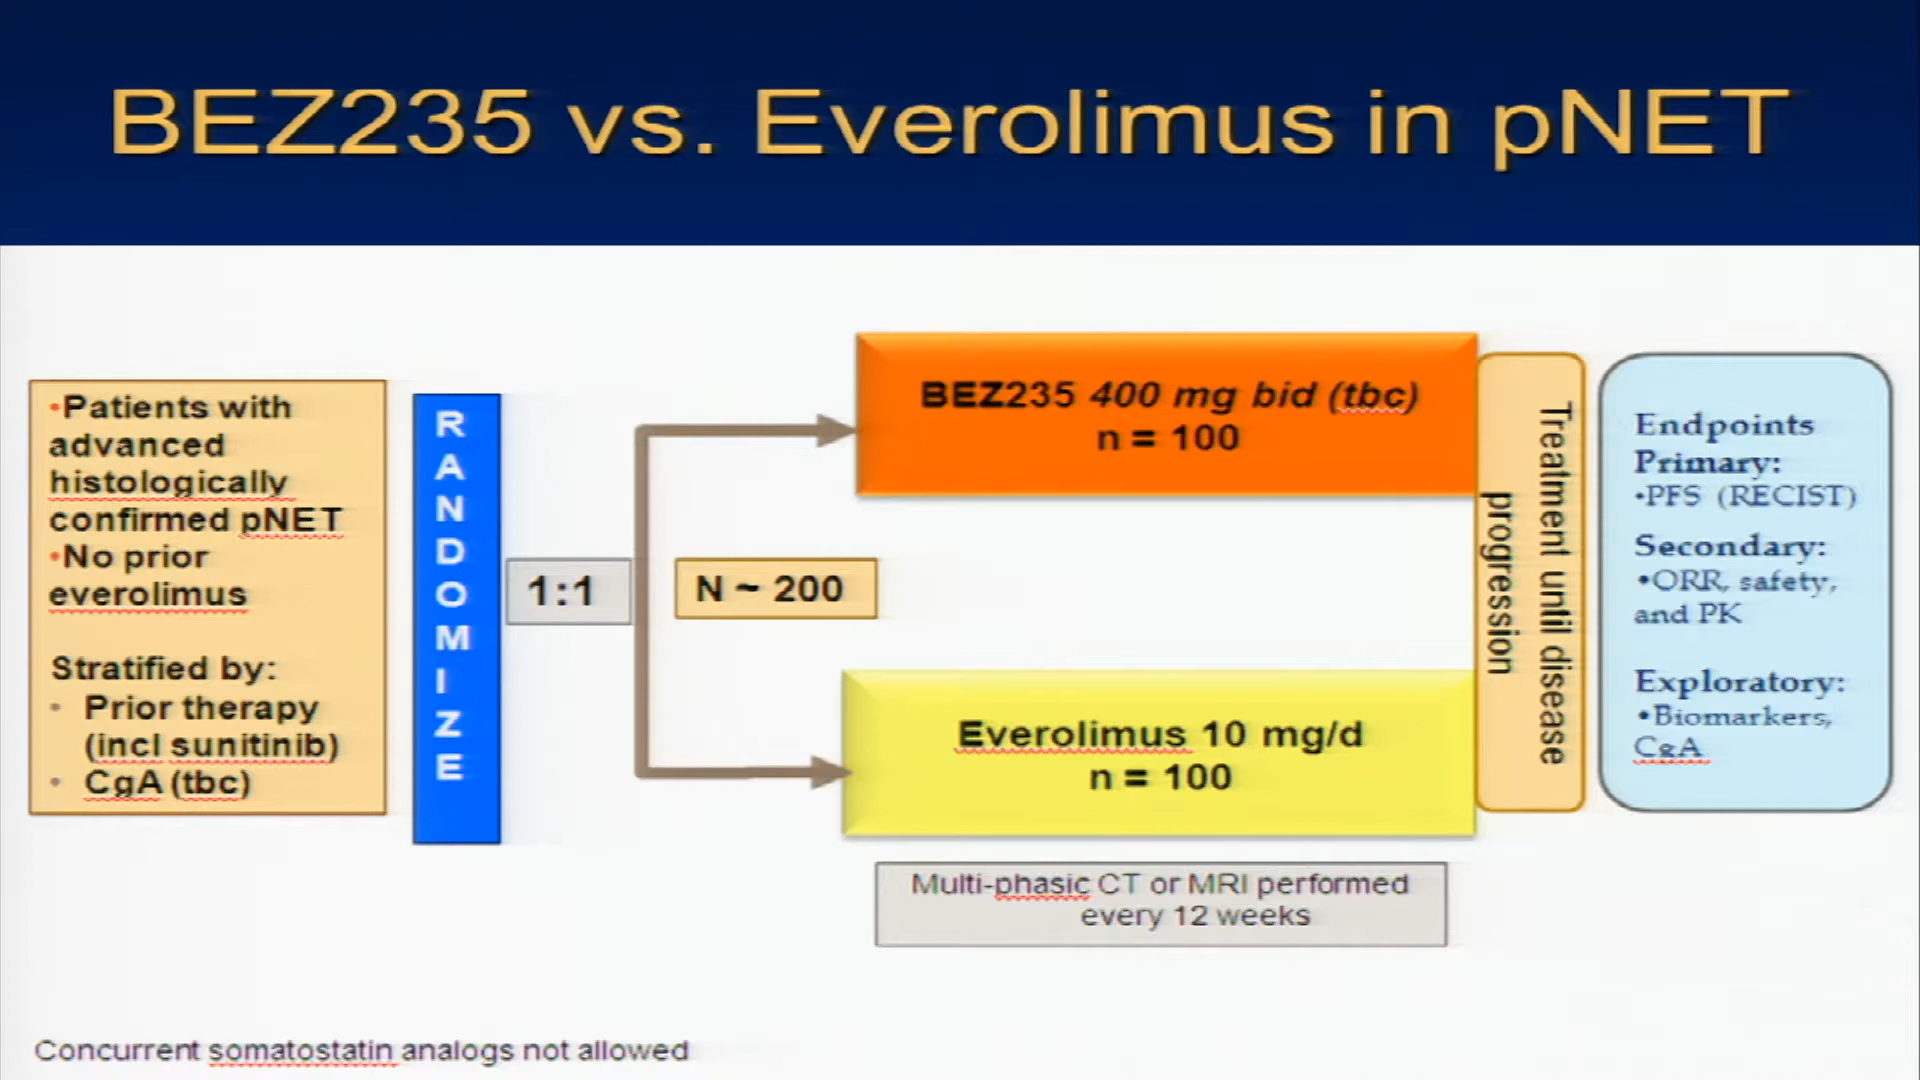 BEZ235 vs. Everolimus in pNET
•Patients with
advanced
histologically
confirmed pNET
•No prior
everolimus
Stratified by:
• Prior therapy
(incl sunitinib)
• CgA (tbc)
RANDOMIZE
1:1
N ~ 200
BEZ235 400 mg bid (tbc)
n = 100
Everolimus 10 mg/d
n = 100
Multi-phasic CT or MRI performed
every 12 weeks
Treatment until disease
progression
Endpoints
Primary:
•PFS (RECIST)
Secondary:
•ORR, safety,
and PK
Exploratory:
•Biomarkers,
CgA
Concurrent somatostatin analogs not allowed